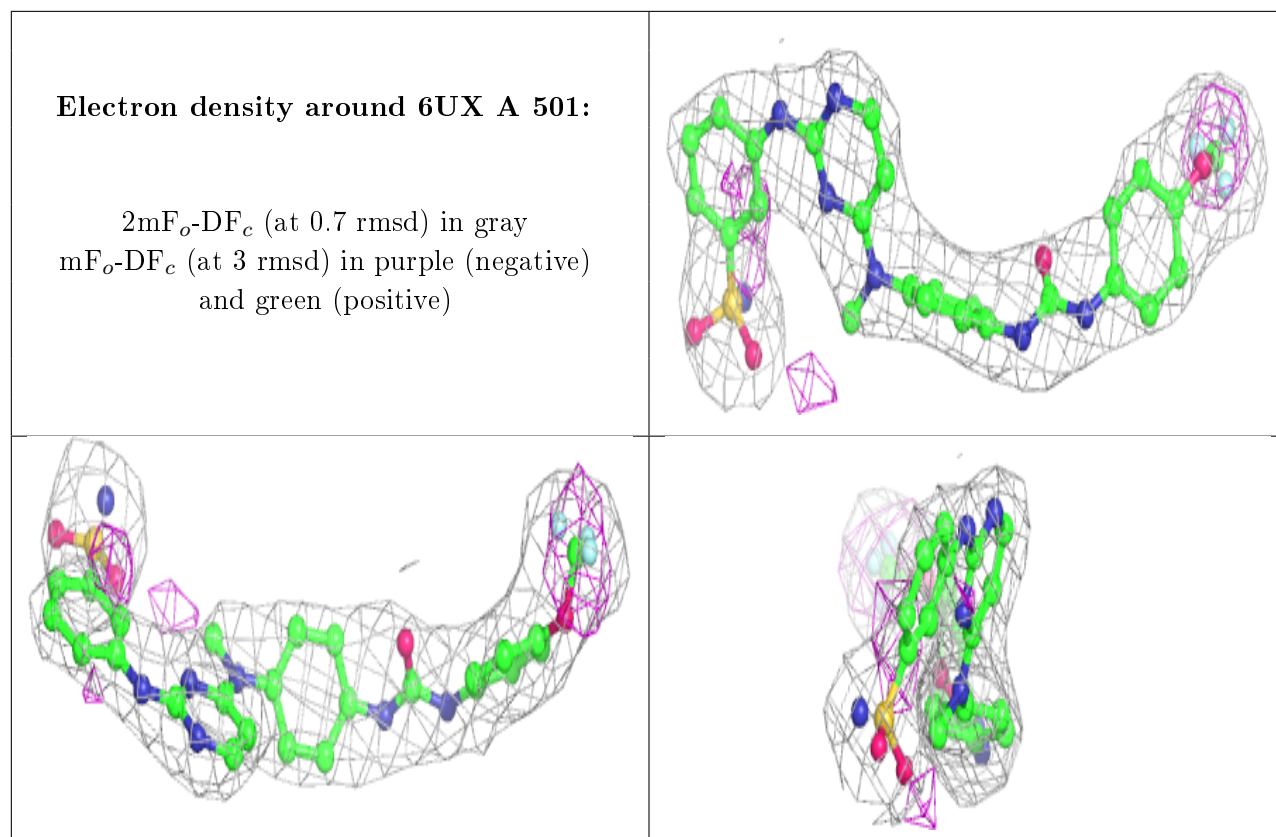 Electron density around 6UX A 501:
2mFₒ-DF𝒸 (at 0.7 rmsd) in gray
mFₒ-DF𝒸 (at 3 rmsd) in purple (negative)
and green (positive)